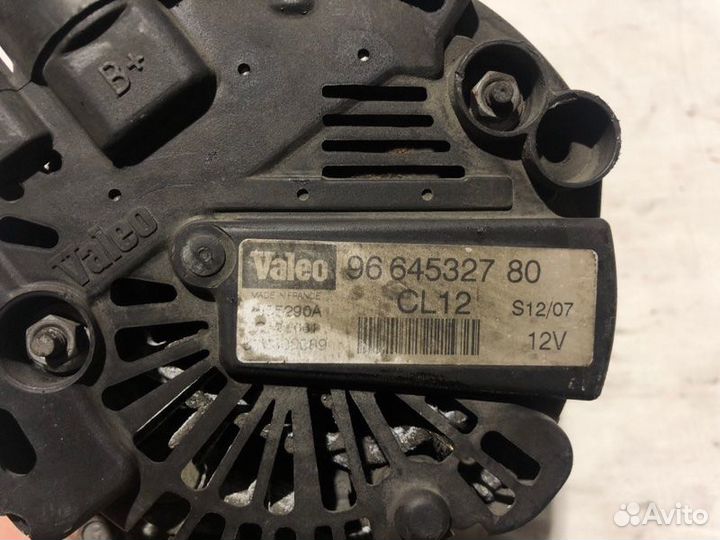 B+
Valeo
Valeo 96 645327 80
MADE IN FRANCE
CL12 S12/07
12V
Avito